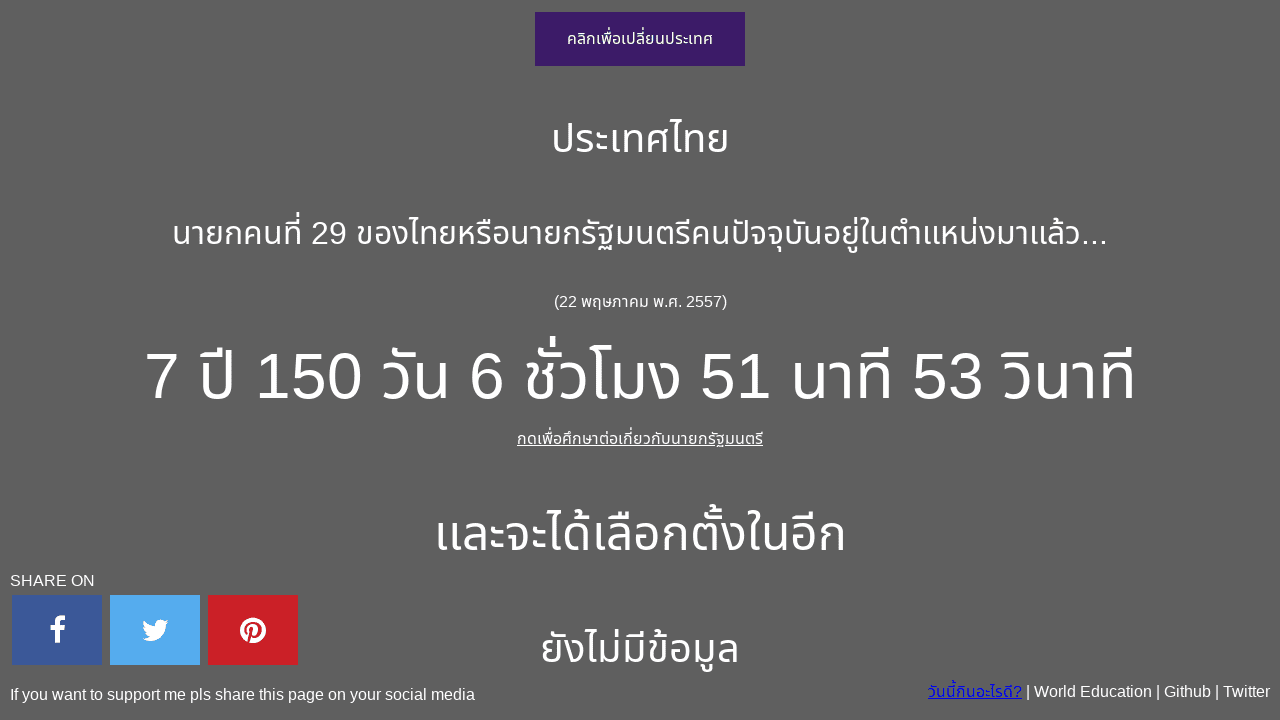 คลิกเพื่อเปลี่ยนประเทศ
ประเทศไทย
นายกคนที่ 29 ของไทยหรือนายกรัฐมนตรีคนปัจจุบันอยู่ในตำแหน่งมาแล้ว...
(22 พฤษภาคม พ.ศ. 2557)
7 ปี 150 วัน 6 ชั่วโมง 51 นาที 53 วินาที
กดเพื่อศึกษาต่อเกี่ยวกับนายกรัฐมนตรี
และจะได้เลือกตั้งในอีก
ยังไม่มีข้อมูล
SHARE ON
If you want to support me pls share this page on your social media
วันนี้กินอะไรดี? | World Education | Github | Twitter